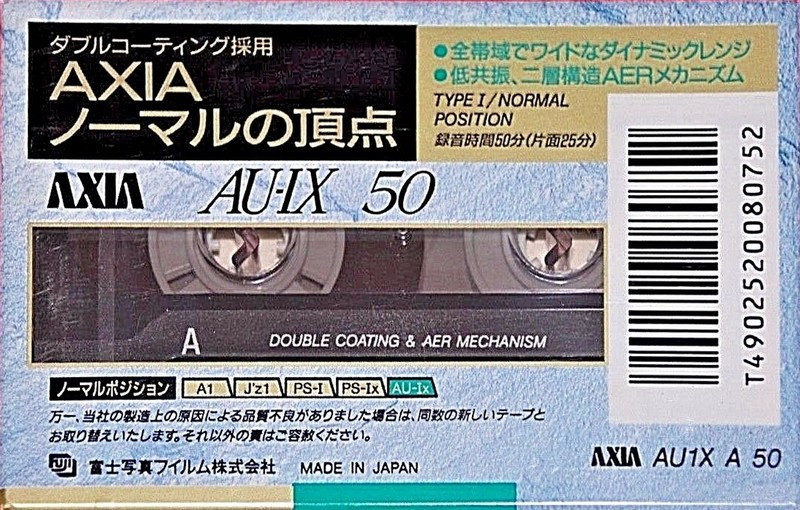 ダブルコーティング採用
AXIA
ノーマルの頂点
●全帯域でワイドなダイナミックレンジ
●低共振、二層構造AERメカニズム
TYPE I/NORMAL
POSITION
録音時間50分(片面25分)
AXIA AU-IX 50
A DOUBLE COATING & AER MECHANISM
T4902520080752
ノーマルポジション A1 J'z1 PS-I PS-Ix AU-Ix
万一、当社の製造上の原因による品質不良がありました場合は、同数の新しいテープと
お取り替えいたします。それ以外の責はご容赦ください。
富士写真フイルム株式会社 MADE IN JAPAN
AXIA AU1X A 50